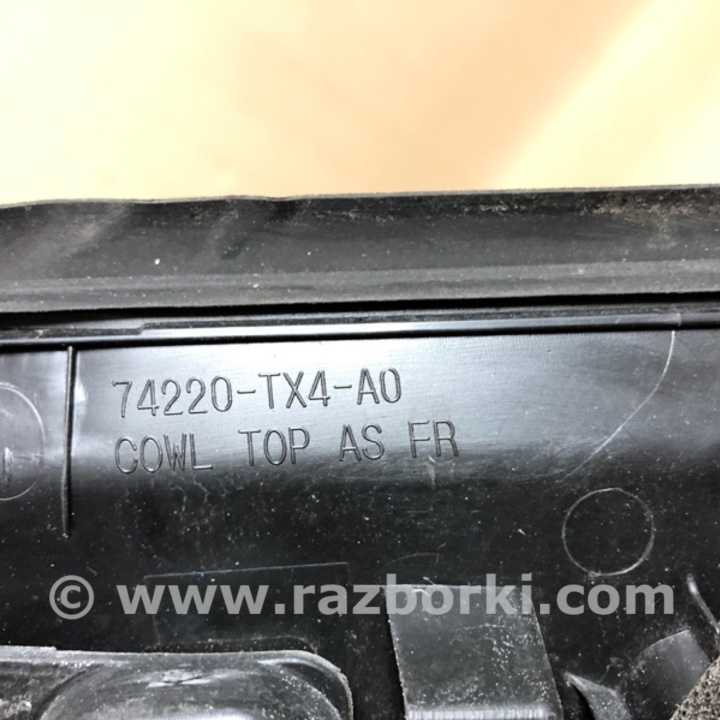 74220-TX4-A0
COWL TOP AS FR
© www.razborki.com